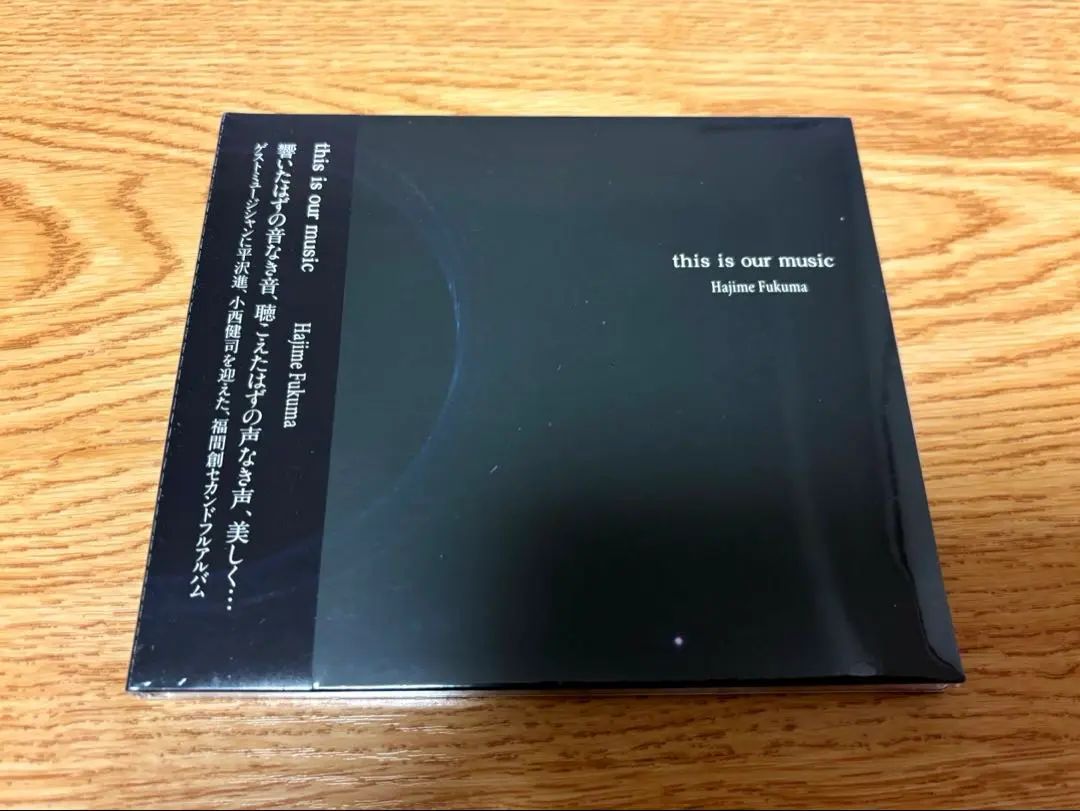 this is our music
Hajime Fukuma
響いたはずの音なき音、聴こえたはずの声なき声、美しく…
ゲストミュージシャンに平沢進、小西健司を迎えた、福間創セカンドフルアルバム
this is our music
Hajime Fukuma